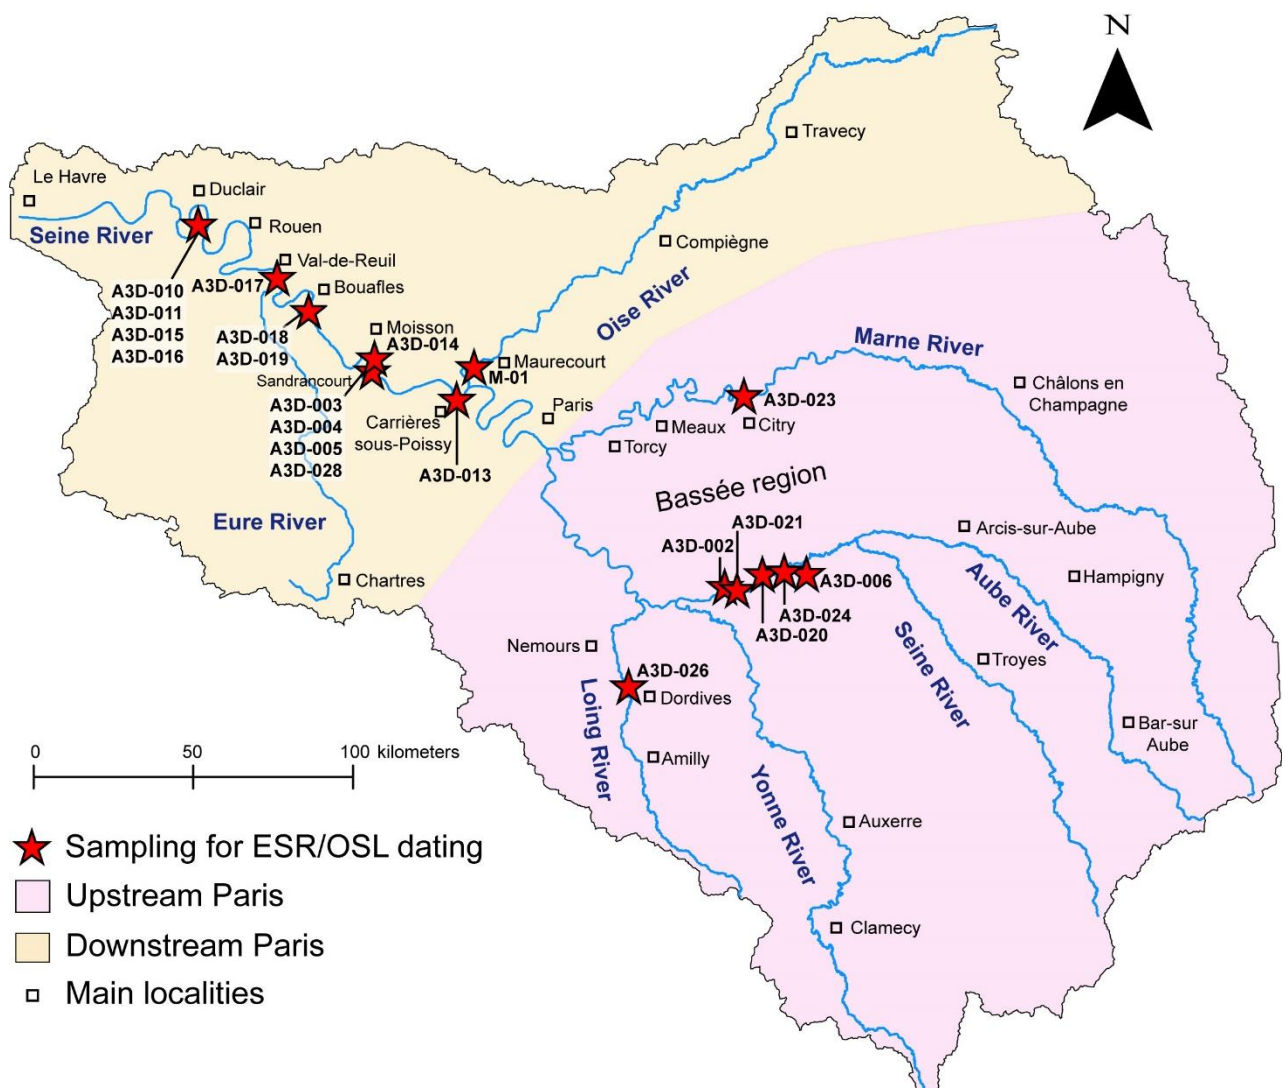 N
Travecy
Le Havre
Duclair
Seine River
Rouen
Compiègne
Val-de-Reuil
A3D-010
A3D-011
A3D-015
A3D-016
A3D-017
Bouafles
Oise River
A3D-018
A3D-019
Moisson
A3D-014
Marne River
Maurecourt
M-01
Sandrancourt
A3D-003
A3D-004
A3D-005
A3D-028
Carrières
sous-Poissy
Paris
A3D-023
Châlons en
Champagne
Meaux
Citry
Torcy
A3D-013
Bassée region
Eure River
A3D-021
Arcis-sur-Aube
A3D-002
Chartres
A3D-006
Aube River
Hampigny
A3D-024
A3D-020
Nemours
Seine River
Troyes
A3D-026
Dordives
Loing River
Bar-sur
Aube
0 50 100 kilometers
Amilly
Yonne River
Auxerre
Sampling for ESR/OSL dating
Upstream Paris
Clamecy
Downstream Paris
Main localities